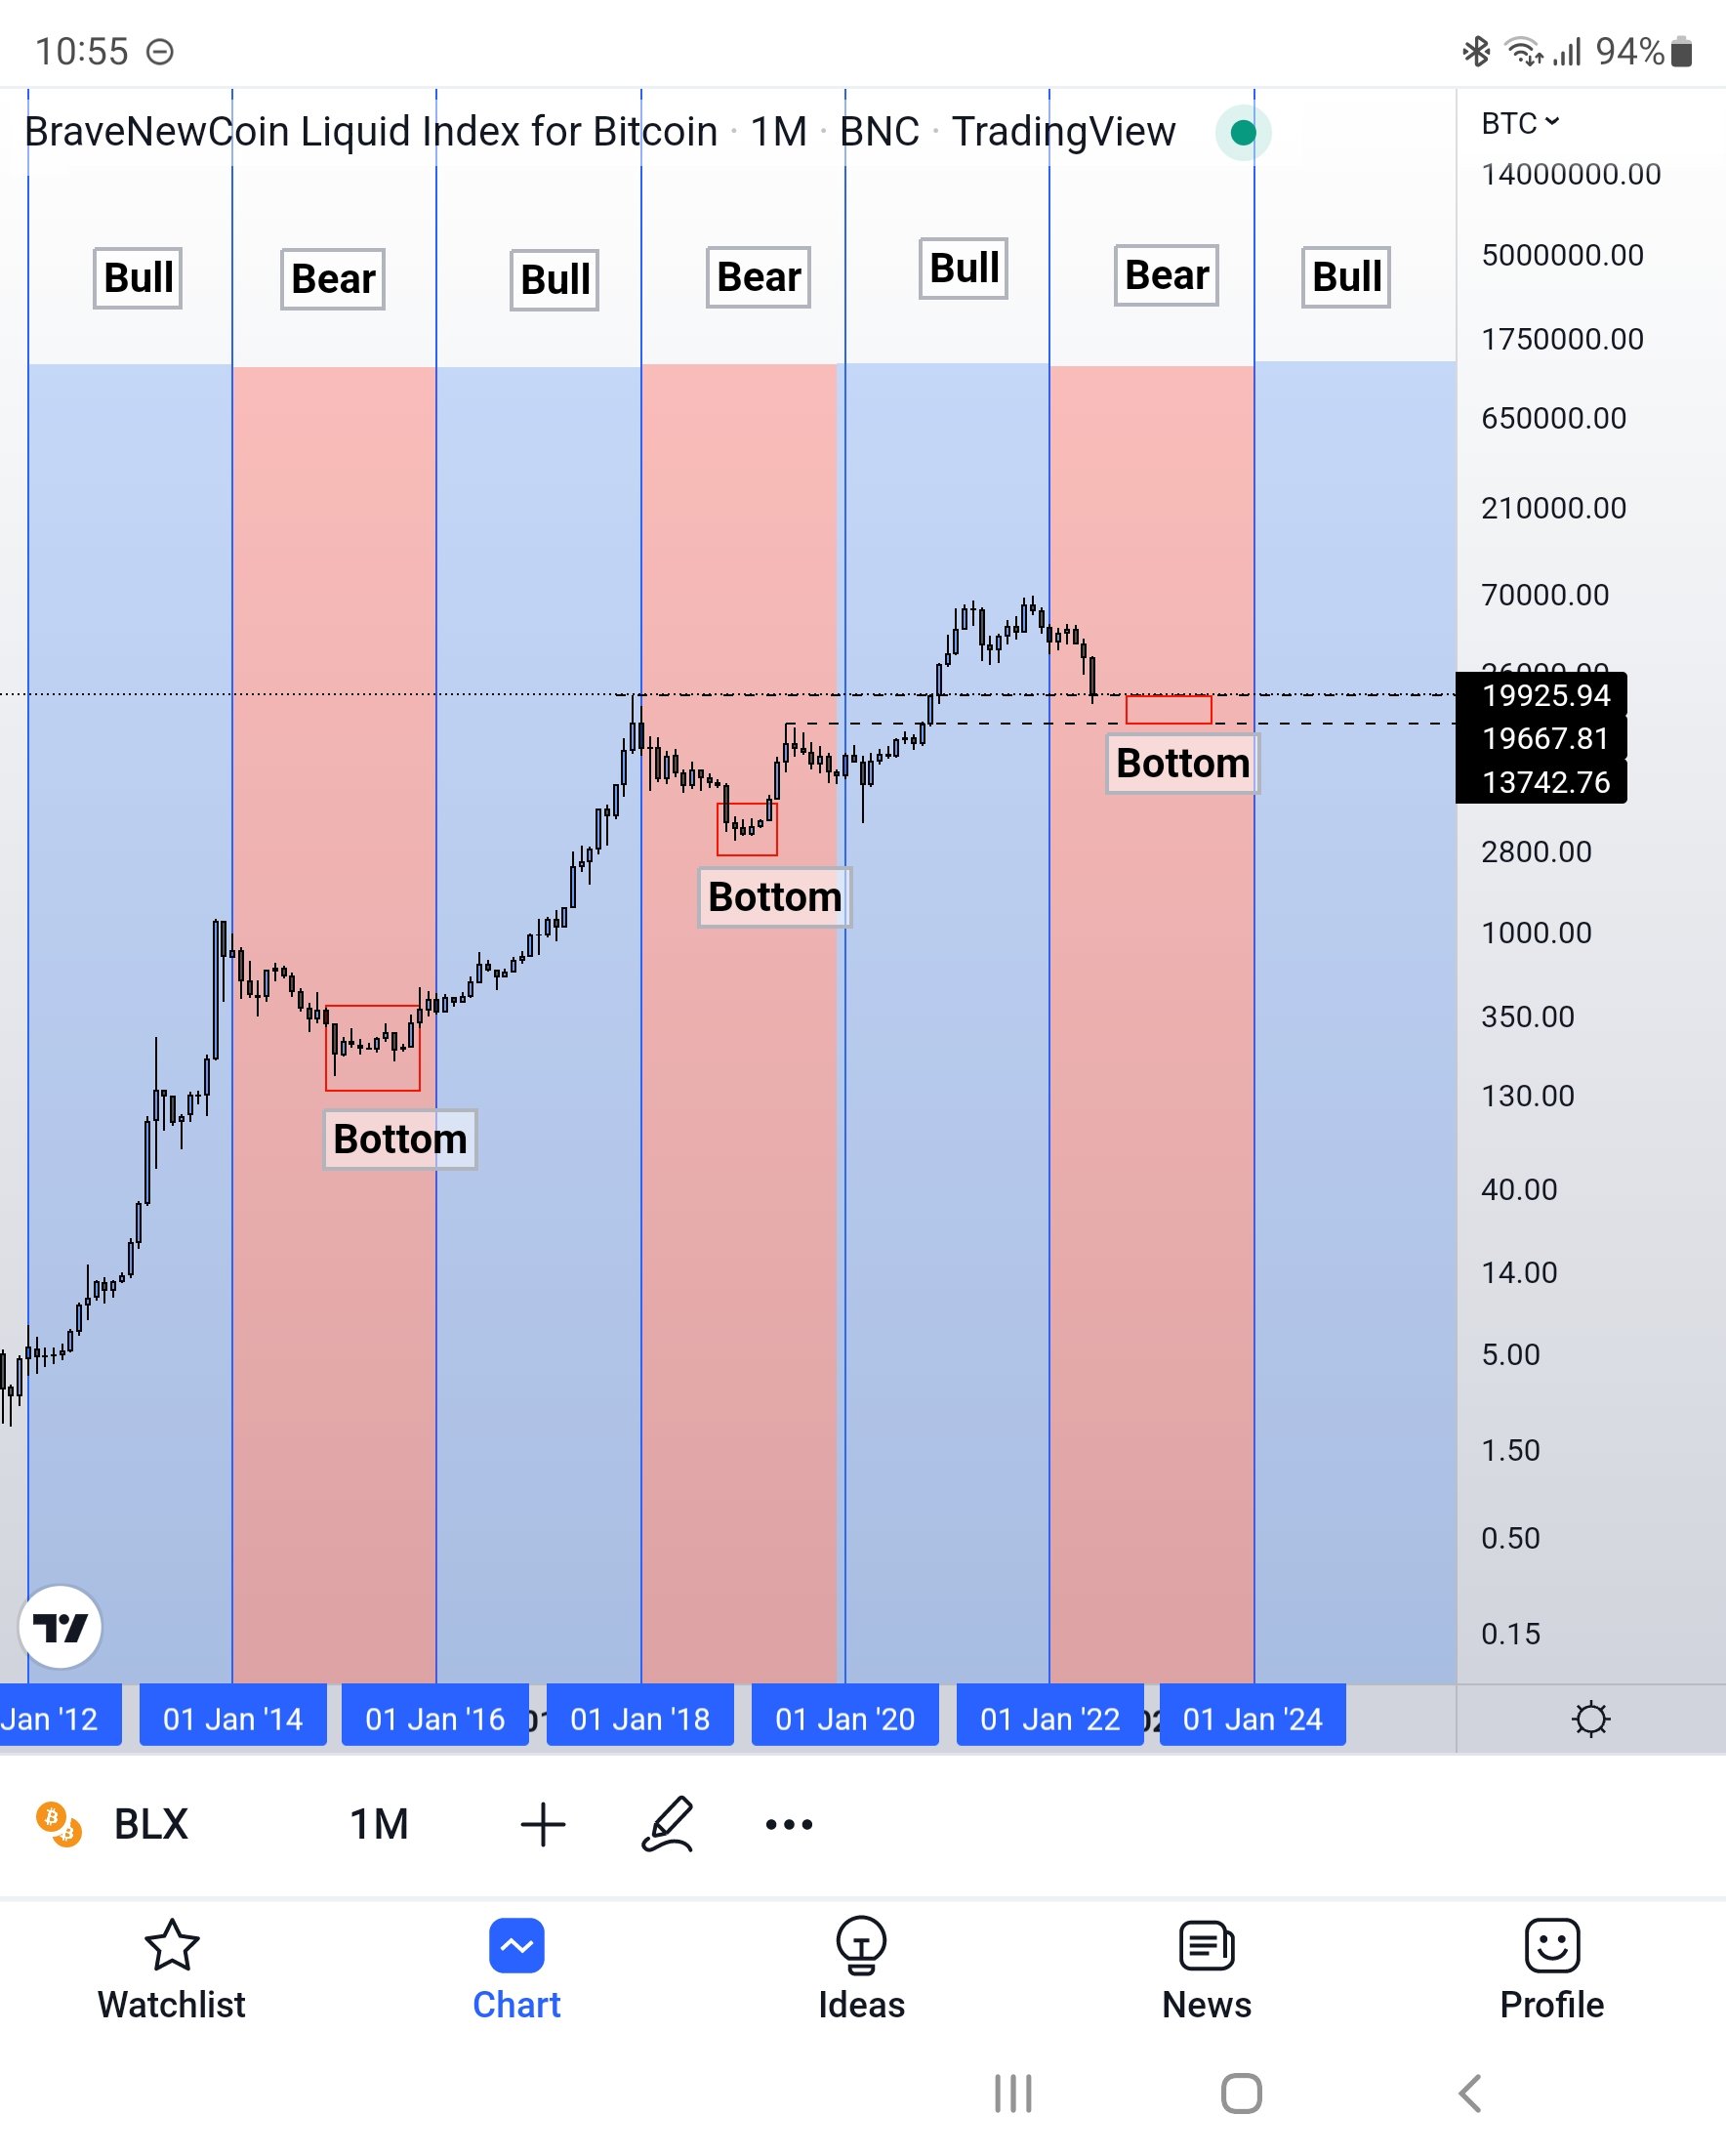 10:55
94%
BraveNewCoin Liquid Index for Bitcoin · 1M · BNC · TradingView
BTC
14000000.00
5000000.00
1750000.00
650000.00
210000.00
70000.00
19925.94
19667.81
13742.76
2800.00
1000.00
350.00
130.00
40.00
14.00
5.00
1.50
0.50
0.15
Bull
Bear
Bull
Bear
Bull
Bear
Bull
Bottom
Bottom
Bottom
Jan '12
01 Jan '14
01 Jan '16
01 Jan '18
01 Jan '20
01 Jan '22
01 Jan '24
BLX
1M
Watchlist
Chart
Ideas
News
Profile